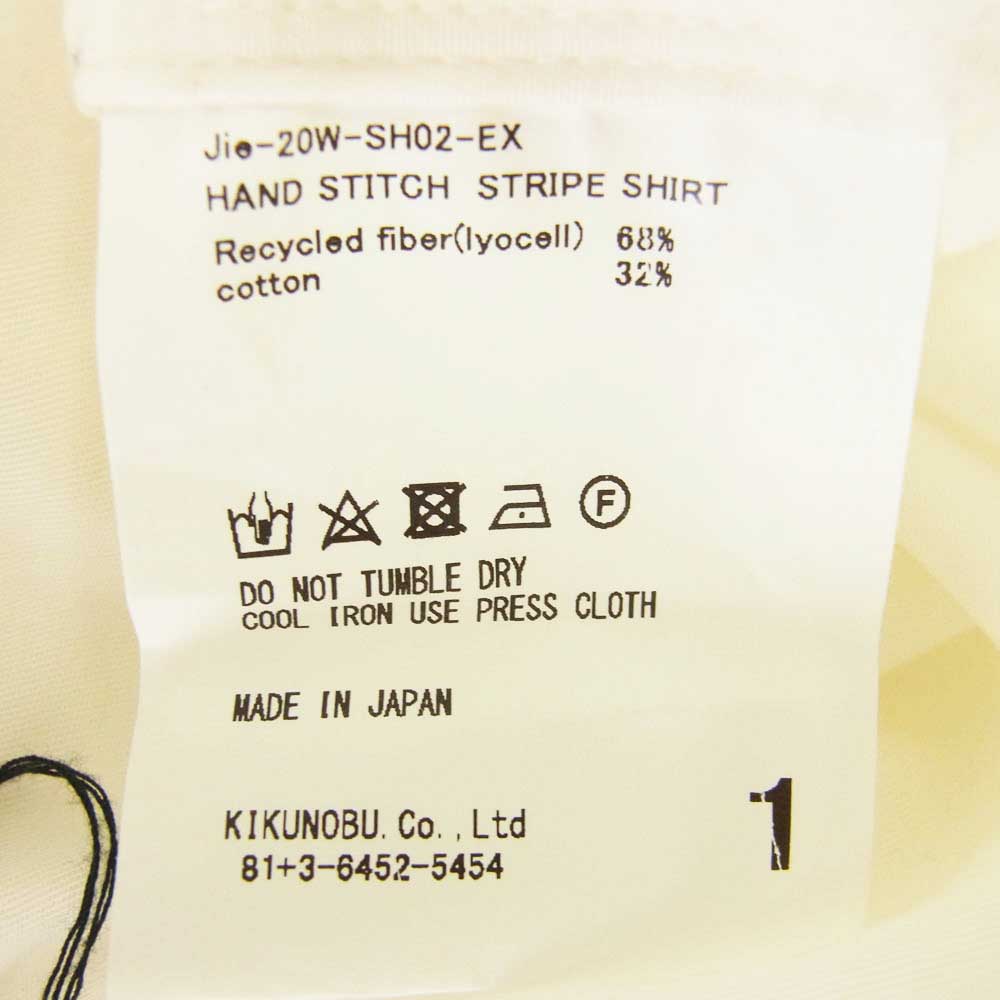 Jie-20W-SH02-EX
HAND STITCH STRIPE SHIRT
Recycled fiber(lyocell) 68%
cotton 32%
F
DO NOT TUMBLE DRY
COOL IRON USE PRESS CLOTH
MADE IN JAPAN
KIKUNOBU. Co. ,Ltd
81+3-6452-5454
1